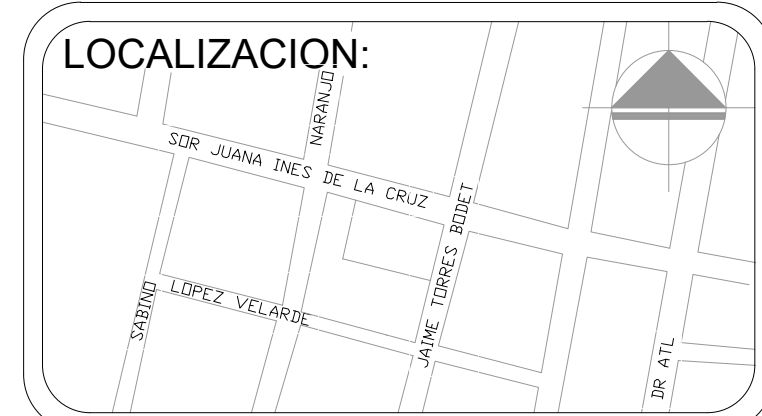 LOCALIZACION:
NARANJO
SOR JUANA INES DE LA CRUZ
JAIME TORRES BODET
SABINO
LOPEZ VELARDE
DR ATL